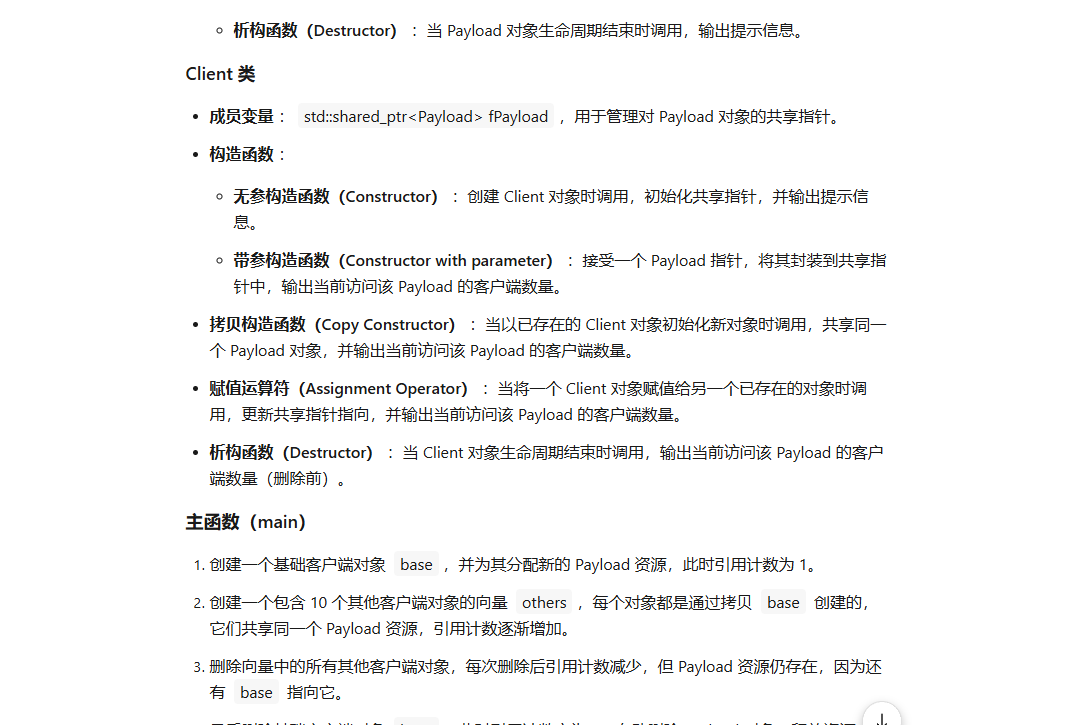 析构函数（Destructor） ：当 Payload 对象生命周期结束时调用，输出提示信息。
Client 类
成员变量 ： std::shared_ptr<Payload> fPayload ，用于管理对 Payload 对象的共享指针。
构造函数 ：
无参构造函数（Constructor） ：创建 Client 对象时调用，初始化共享指针，并输出提示信
息。
带参构造函数（Constructor with parameter） ：接受一个 Payload 指针，将其封装到共享指
针中，输出当前访问该 Payload 的客户端数量。
拷贝构造函数（Copy Constructor） ：当以已存在的 Client 对象初始化新对象时调用，共享同一
个 Payload 对象，并输出当前访问该 Payload 的客户端数量。
赋值运算符（Assignment Operator） ：当将一个 Client 对象赋值给另一个已存在的对象时调
用，更新共享指针指向，并输出当前访问该 Payload 的客户端数量。
析构函数（Destructor） ：当 Client 对象生命周期结束时调用，输出当前访问该 Payload 的客户
端数量（删除前）。
主函数（main）
1. 创建一个基础客户端对象 base ，并为其分配新的 Payload 资源，此时引用计数为 1。
2. 创建一个包含 10 个其他客户端对象的向量 others ，每个对象都是通过拷贝 base 创建的，
它们共享同一个 Payload 资源，引用计数逐渐增加。
3. 删除向量中的所有其他客户端对象，每次删除后引用计数减少，但 Payload 资源仍存在，因为还
有 base 指向它。